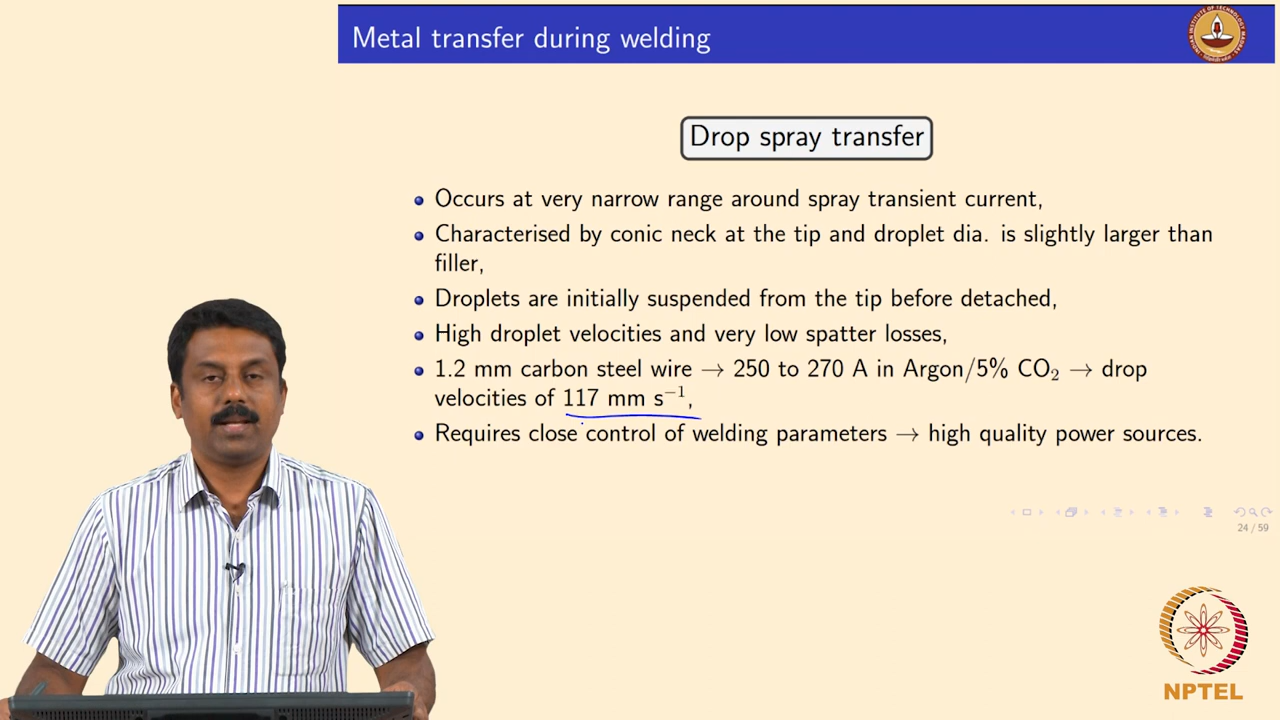 Metal transfer during welding
Drop spray transfer
Occurs at very narrow range around spray transient current,
Characterised by conic neck at the tip and droplet dia. is slightly larger than
filler,
Droplets are initially suspended from the tip before detached,
High droplet velocities and very low spatter losses,
1.2 mm carbon steel wire → 250 to 270 A in Argon/5% CO₂ → drop
velocities of 117 mm s⁻¹,
Requires close control of welding parameters → high quality power sources.
24 / 59
NPTEL